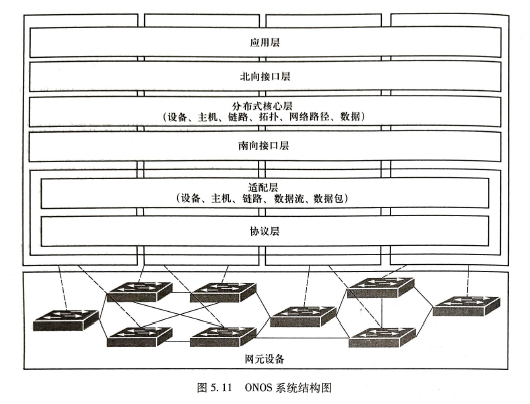 应用层
北向接口层
分布式核心层
(设备、主机、链路、拓扑、网络路径、数据)
南向接口层
适配层
(设备、主机、链路、数据流、数据包)
协议层
网元设备
图 5.11 ONOS 系统结构图